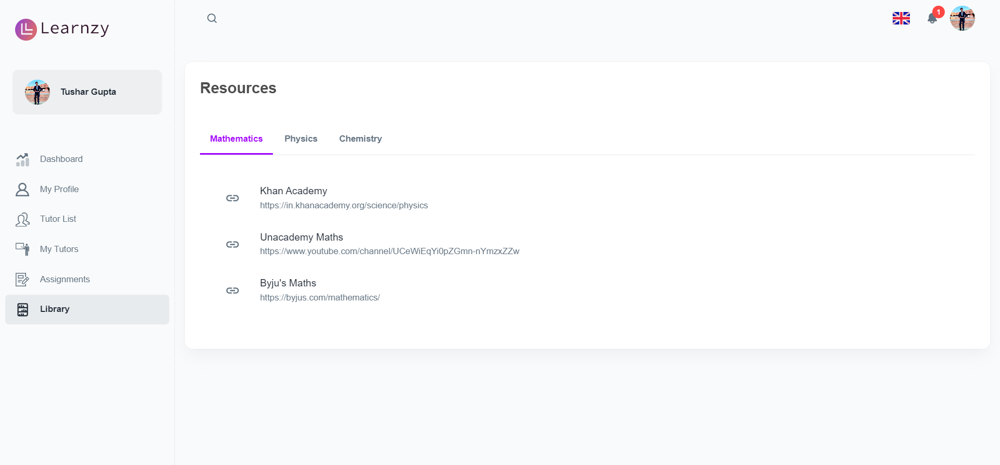 Learnzy
1
Tushar Gupta
Dashboard
My Profile
Tutor List
My Tutors
Assignments
Library
Resources
Mathematics Physics Chemistry
Khan Academy
https://in.khanacademy.org/science/physics
Unacademy Maths
https://www.youtube.com/channel/UCeWiEqYi0pZGmn-nYmzxZZw
Byju's Maths
https://byjus.com/mathematics/